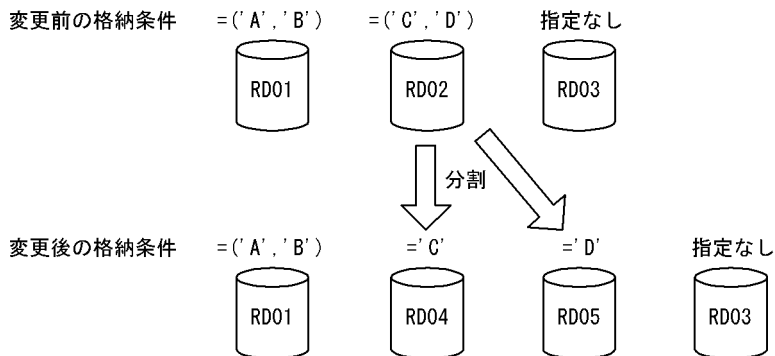 変更前の格納条件 =('A','B') =('C','D') 指定なし
RD01 RD02 RD03
分割
変更後の格納条件 =('A','B') ='C' ='D' 指定なし
RD01 RD04 RD05 RD03